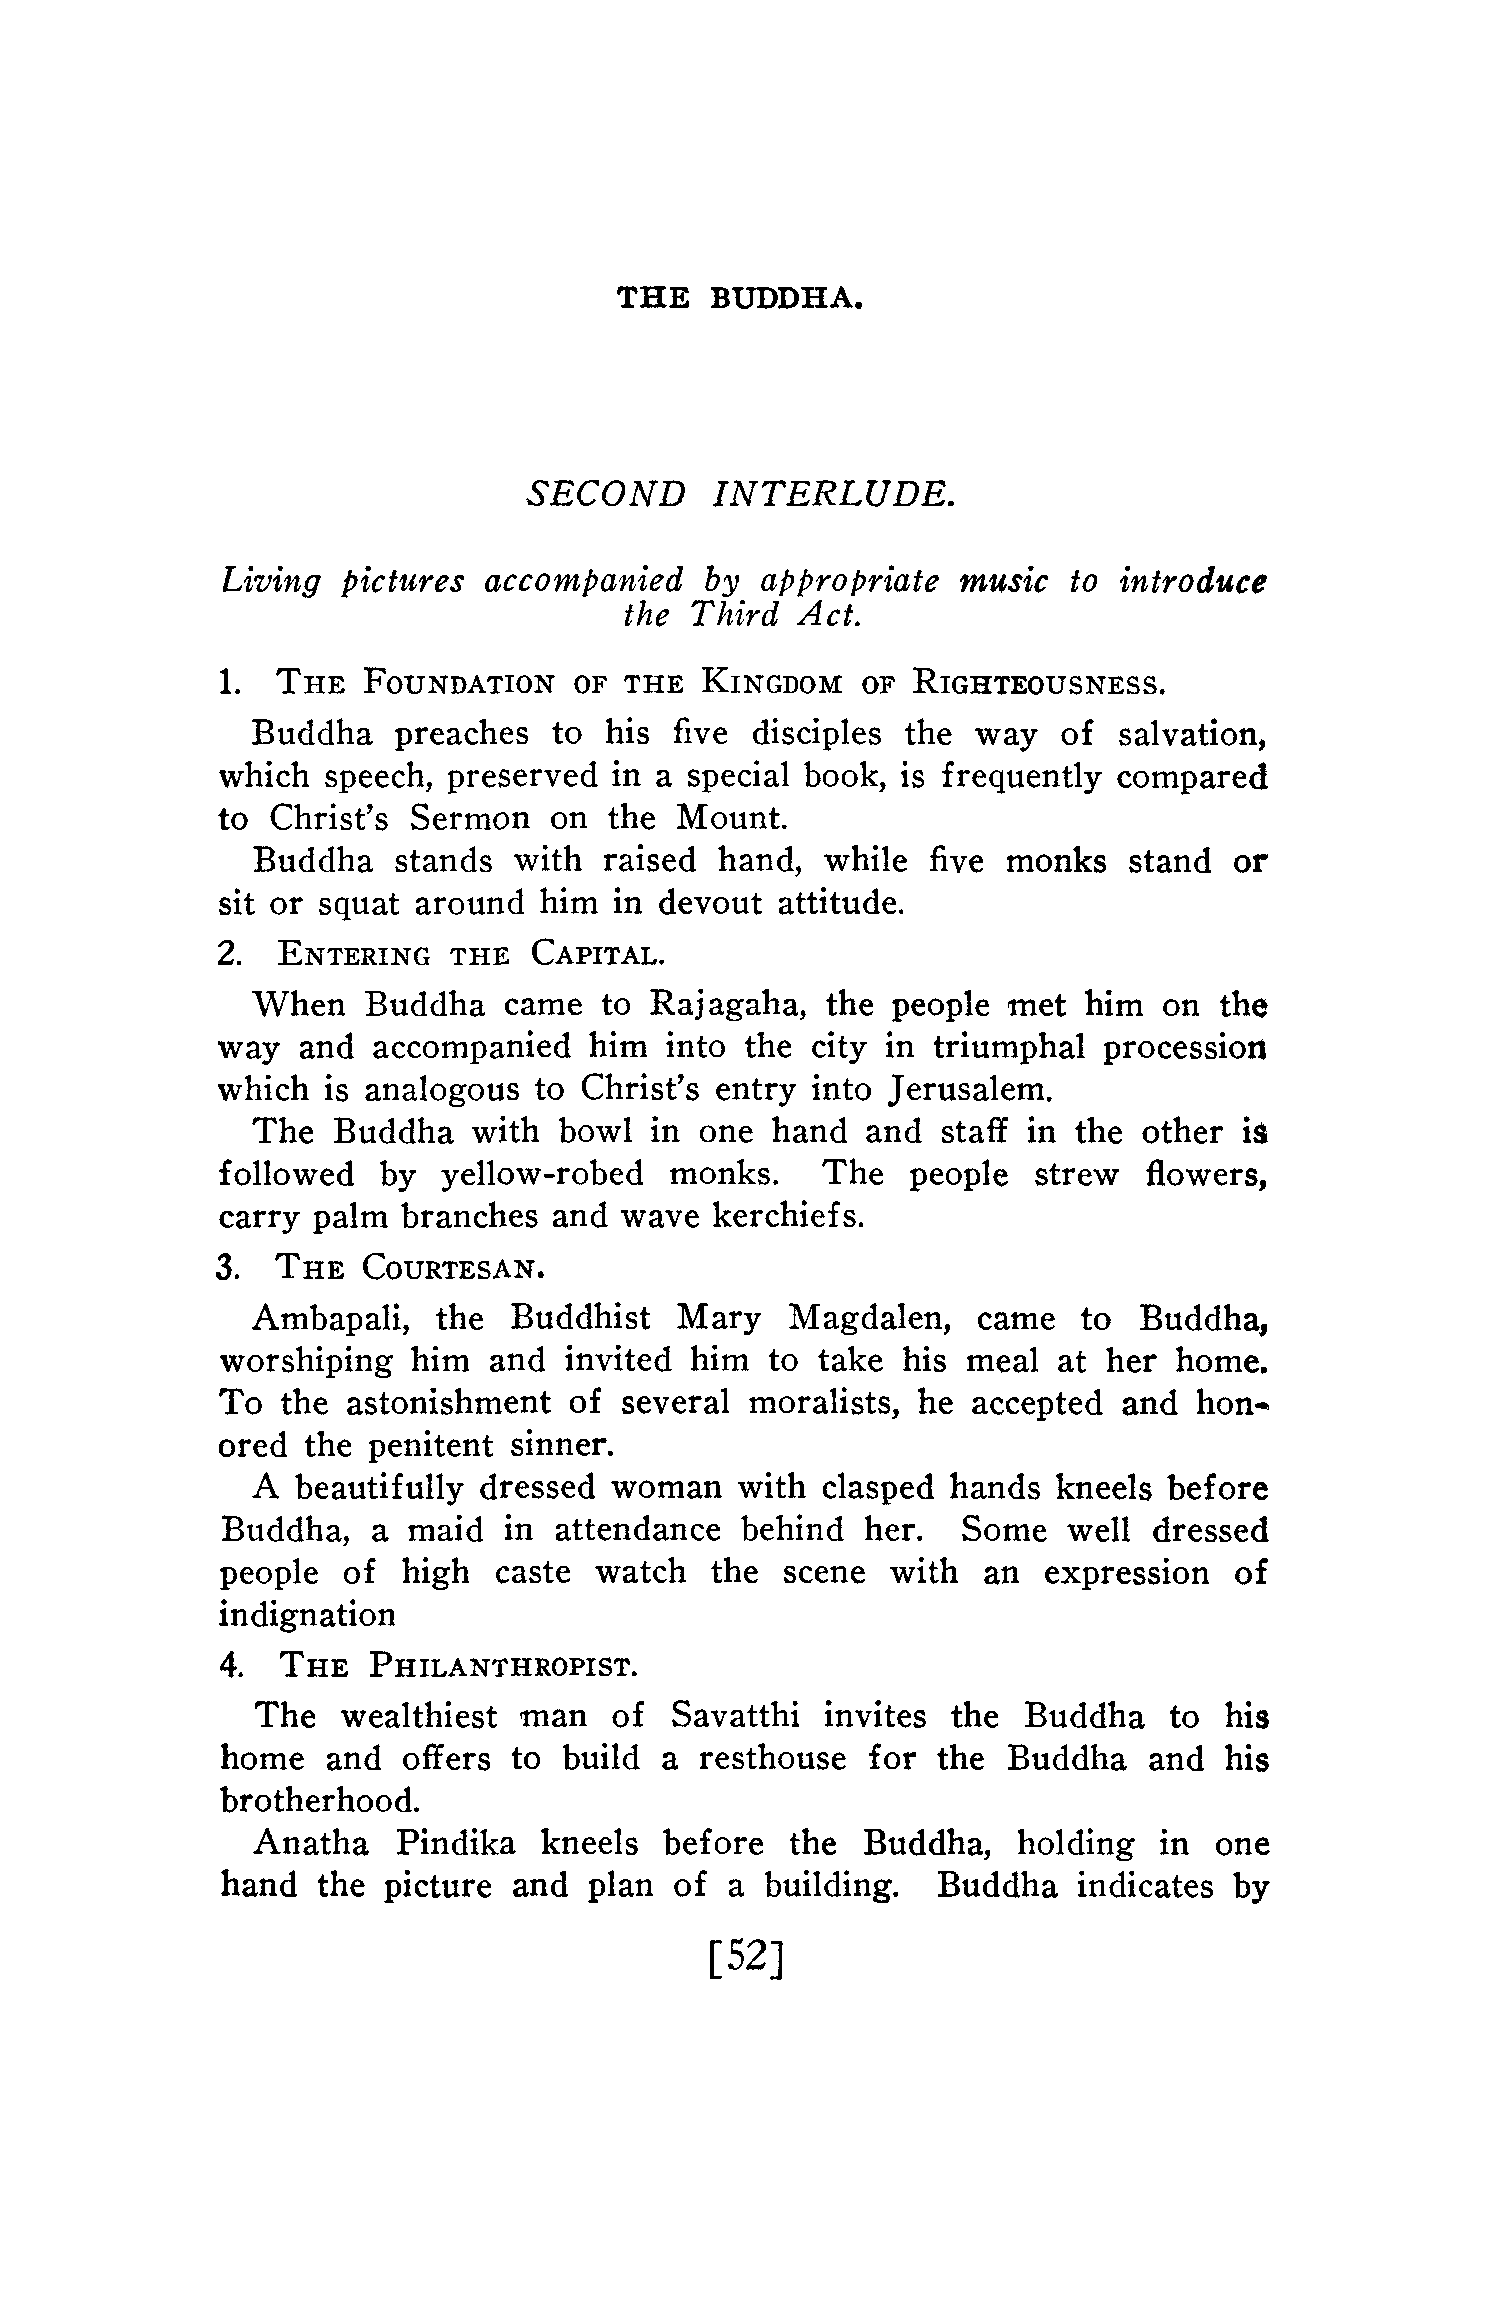 THE BUDDHA.
SECOND INTERLUDE.
Living pictures accompanied by appropriate music to introduce
the Third Act.
1. THE FOUNDATION OF THE KINGDOM OF RIGHTEOUSNESS.
Buddha preaches to his five disciples the way of salvation,
which speech, preserved in a special book, is frequently compared
to Christ's Sermon on the Mount.
Buddha stands with raised hand, while five monks stand or
sit or squat around him in devout attitude.
2. ENTERING THE CAPITAL.
When Buddha came to Rajagaha, the people met him on the
way and accompanied him into the city in triumphal procession
which is analogous to Christ's entry into Jerusalem.
The Buddha with bowl in one hand and staff in the other is
followed by yellow-robed monks. The people strew flowers,
carry palm branches and wave kerchiefs.
3. THE COURTESAN.
Ambapali, the Buddhist Mary Magdalen, came to Buddha,
worshiping him and invited him to take his meal at her home.
To the astonishment of several moralists, he accepted and hon-
ored the penitent sinner.
A beautifully dressed woman with clasped hands kneels before
Buddha, a maid in attendance behind her. Some well dressed
people of high caste watch the scene with an expression of
indignation
4. THE PHILANTHROPIST.
The wealthiest man of Savatthi invites the Buddha to his
home and offers to build a resthouse for the Buddha and his
brotherhood.
Anatha Pindika kneels before the Buddha, holding in one
hand the picture and plan of a building. Buddha indicates by
[52]